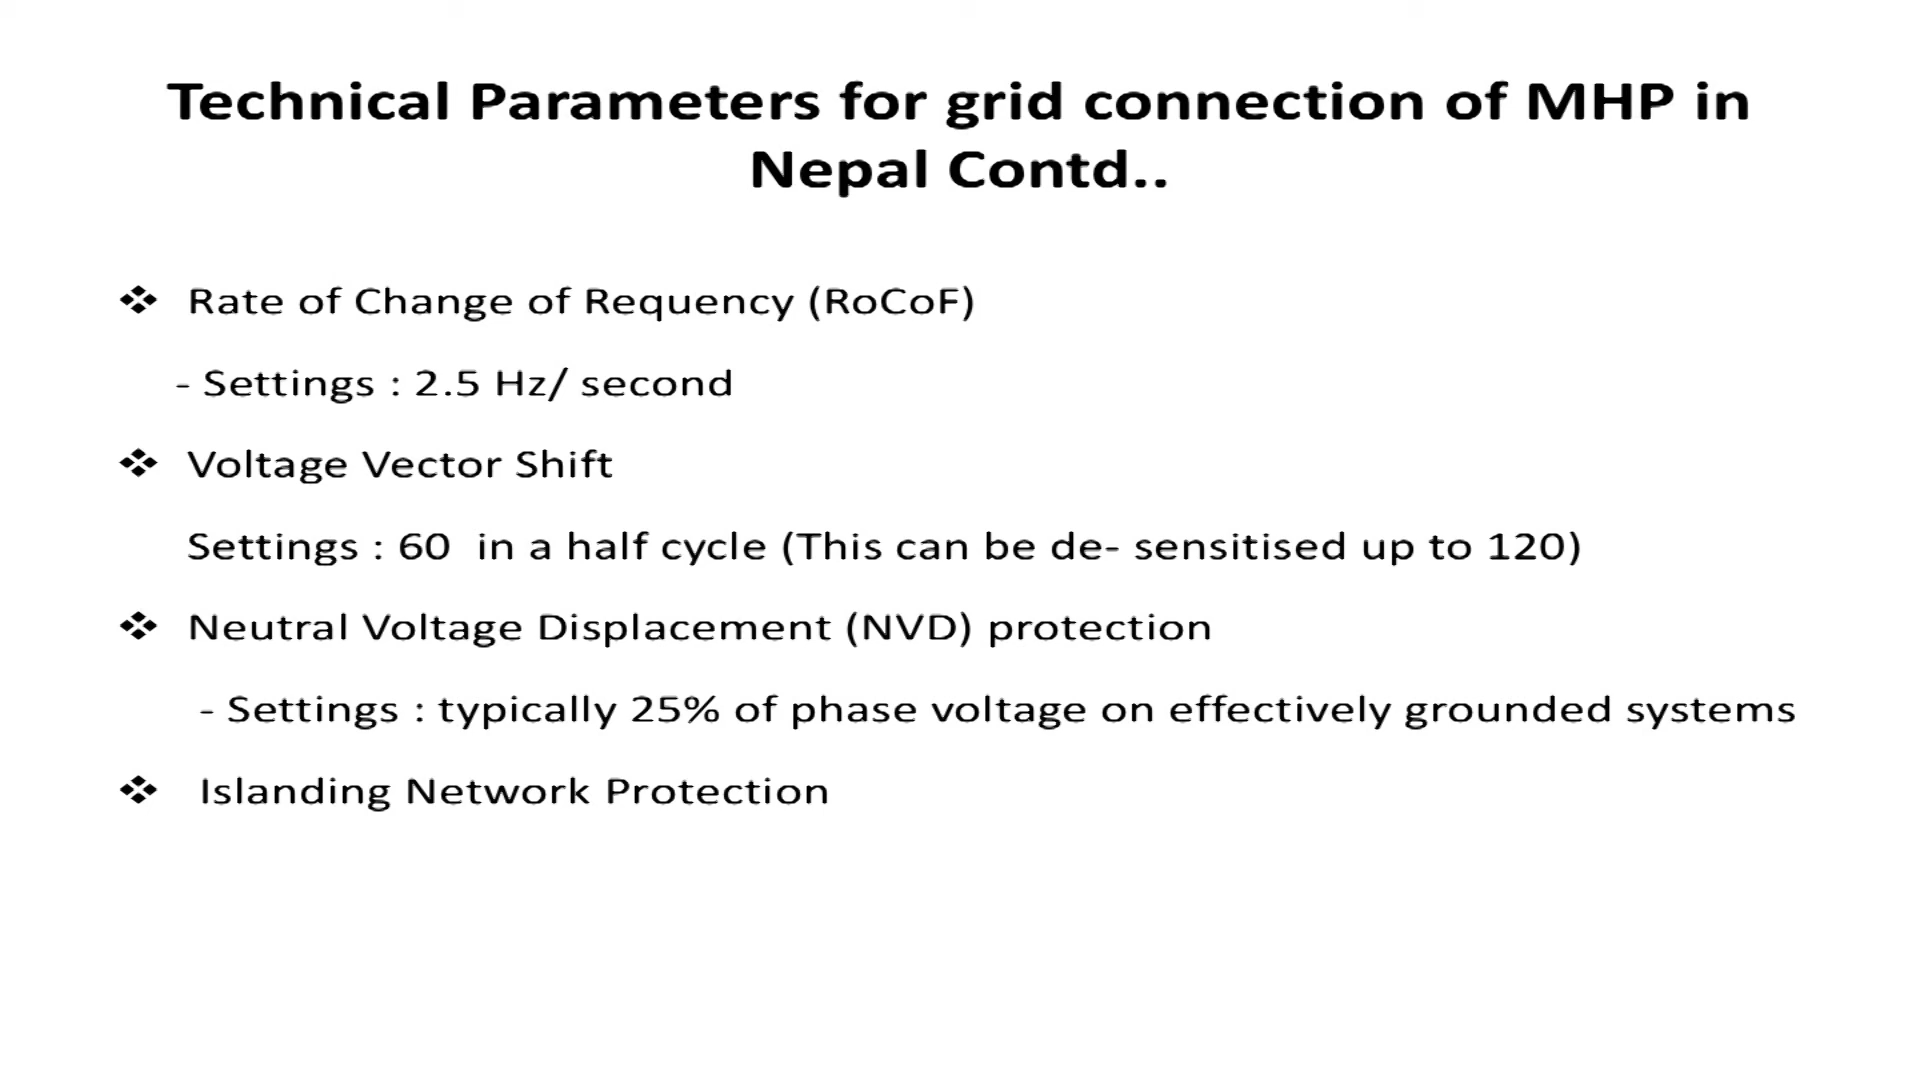 Technical Parameters for grid connection of MHP in
Nepal Contd..
❖ Rate of Change of Requency (RoCoF)
- Settings : 2.5 Hz/ second
❖ Voltage Vector Shift
Settings : 60  in a half cycle (This can be de- sensitised up to 120)
❖ Neutral Voltage Displacement (NVD) protection
- Settings : typically 25% of phase voltage on effectively grounded systems
❖ Islanding Network Protection